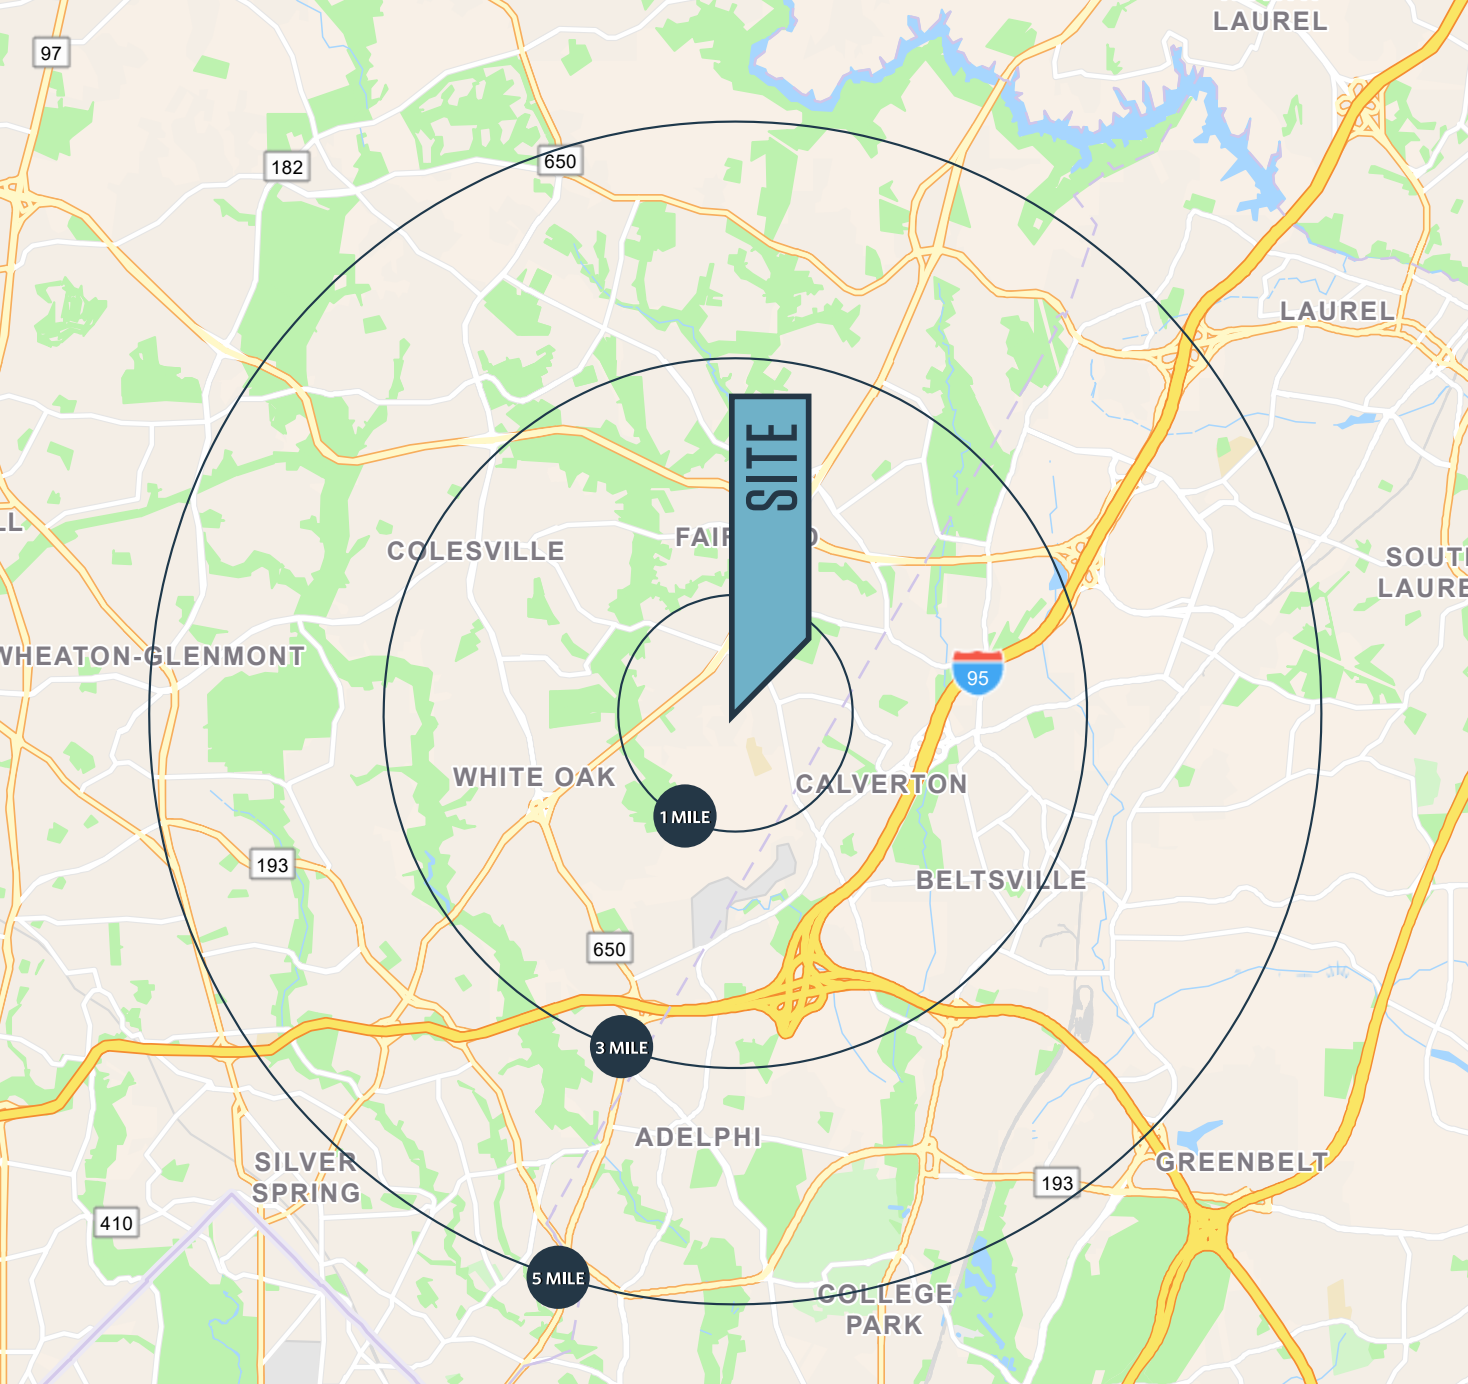 LAUREL
97
650
182
LAUREL
SITE
FAIR
COLESVILLE
SOUT
LAURE
WHEATON-GLENMONT
95
WHITE OAK
CALVERTON
1 MILE
193
BELTSVILLE
650
3 MILE
ADELPHI
SILVER
SPRING
GREENBELT
193
410
5 MILE
COLLEGE
PARK